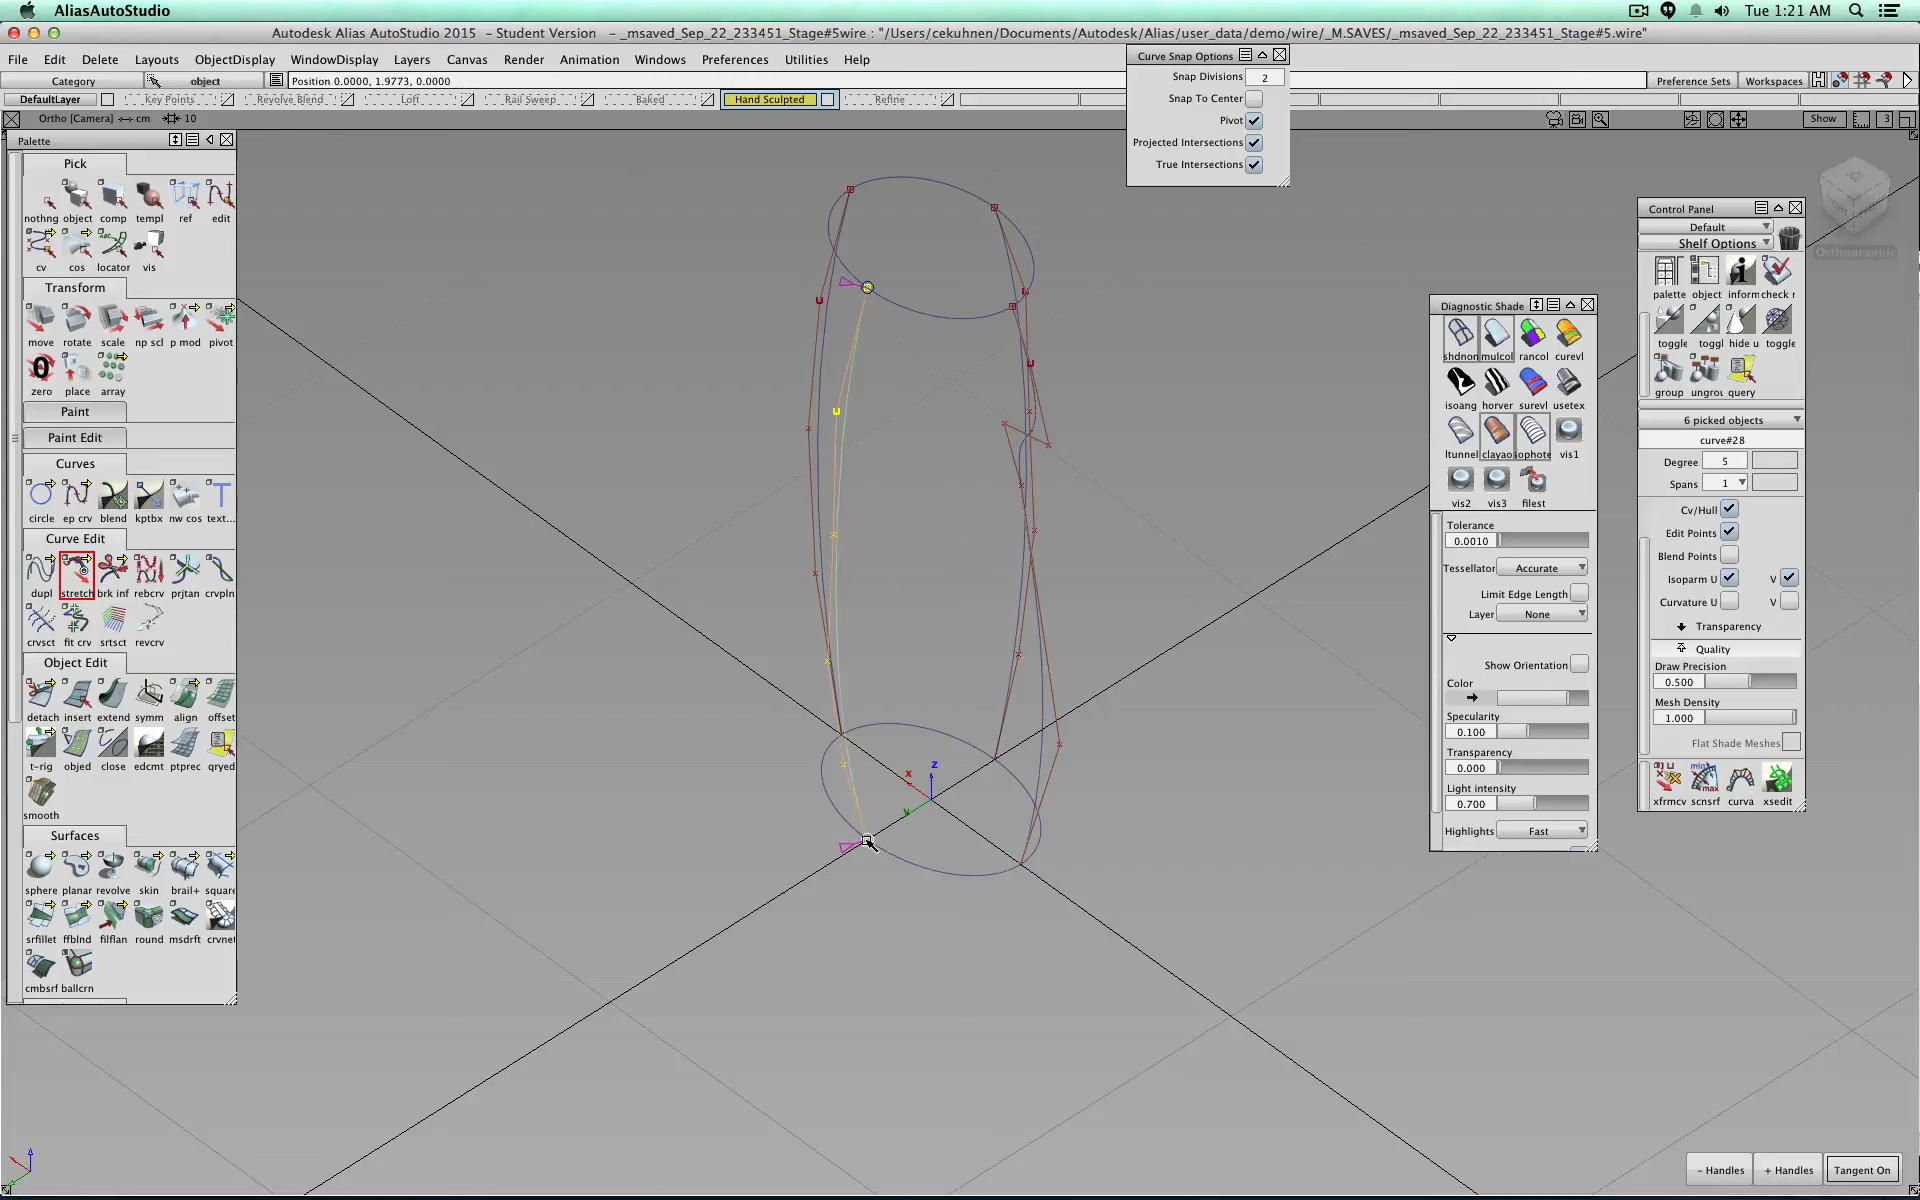 AliasAutoStudio
Tue 1:21 AM
Autodesk Alias AutoStudio 2015 - Student Version - _msaved_Sep_22_233451_Stage#5wire : "/Users/cekuhnen/Documents/Autodesk/Alias/user_data/demo/wire/_M.SAVES/_msaved_Sep_22_233451_Stage#5.wire"
File Edit Delete Layouts ObjectDisplay WindowDisplay Layers Canvas Render Animation Windows Preferences Utilities Help
Category object Position 0.0000, 1.9773, 0.0000 Preference Sets Workspaces
DefaultLayer Key Points Revolve Blend Loft Rail Sweep Baked Hand Sculpted Refine
Ortho [Camera] cm 10 Show 3
Palette
Pick
nothng object comp templ ref edit
cv cos locator vis
Transform
move rotate scale np scl p mod pivot
zero place array
Paint
Paint Edit
Curves
circle ep crv blend kptbx nw cos text...
Curve Edit
dupl stretch brk inf rebcrv prjtan crvpln
crvsct fit crv srtsct revcrv
Object Edit
detach insert extend symm align offset
t-rig objed close edcmt ptprec qryed
smooth
Surfaces
sphere planar revolve skin brail+ square
srfillet ffblnd filflan round msdrft crvnet
cmbsrf ballcrn
Curve Snap Options
Snap Divisions 2
Snap To Center
Pivot
Projected Intersections
True Intersections
x z y
Diagnostic Shade
shdnon mulcol rancol curevl
isoang horver surevl usetex
ltunnel clayao isophote vis1
vis2 vis3 filest
Tolerance
0.0010
Tessellator Accurate
Limit Edge Length
Layer None
Show Orientation
Color
Specularity
0.100
Transparency
0.000
Light intensity
0.700
Highlights Fast
Orthographic
Control Panel
Default
Shelf Options
palette object inform check r
toggle toggl hide u toggle
group ungrou query
6 picked objects
curve#28
Degree 5
Spans 1
Cv/Hull
Edit Points
Blend Points
Isoparm U V
Curvature U V
Transparency
Quality
Draw Precision
0.500
Mesh Density
1.000
Flat Shade Meshes
xfrmcv scnsrf curva xsedit
- Handles + Handles Tangent On